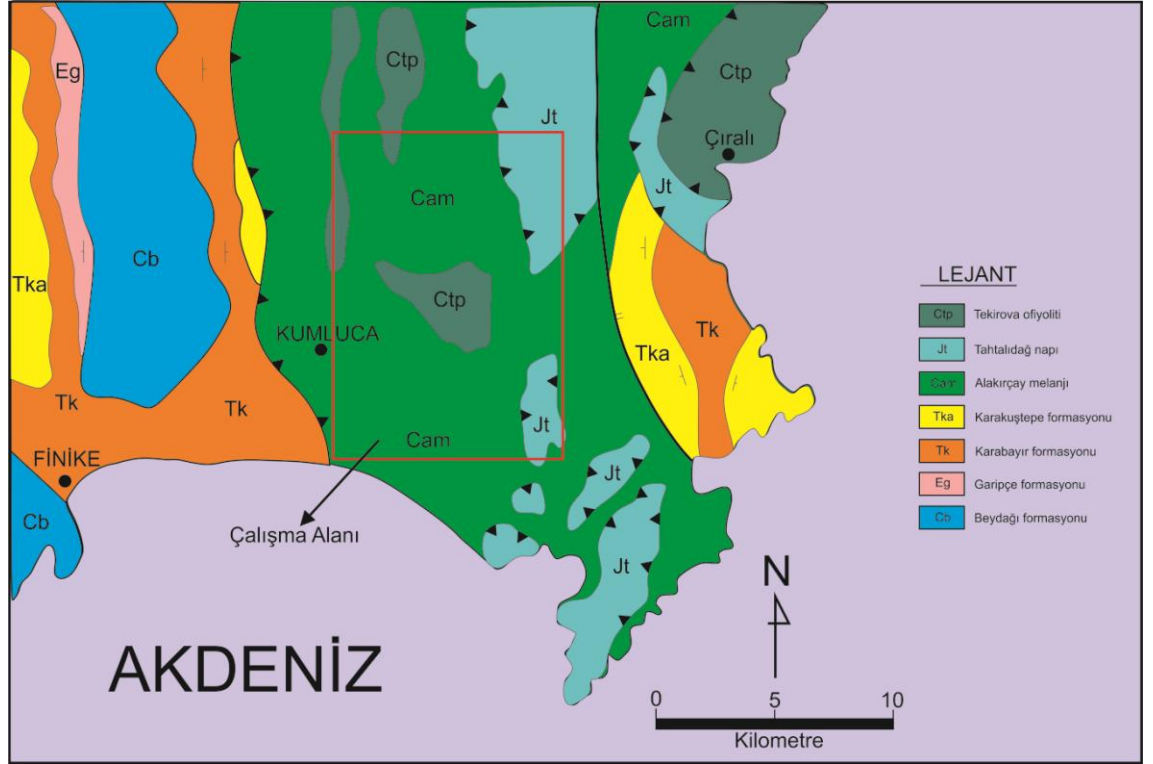 Cam
Eg
Ctp
Ctp
Jt
Çıralı
Jt
Cam
Cb
Tka
Ctp
KUMLUCA
Tka
Tk
Tk
Tk
Cam
Jt
FİNİKE
Jt
Cb
Çalışma Alanı
Jt
AKDENİZ
N
0 5 10
Kilometre
LEJANT
Ctp Tekirova ofiyoliti
Jt Tahtalıdağ napı
Cam Alakırçay melanjı
Tka Karakuştepe formasyonu
Tk Karabayır formasyonu
Eg Garipçe formasyonu
Cb Beydağı formasyonu